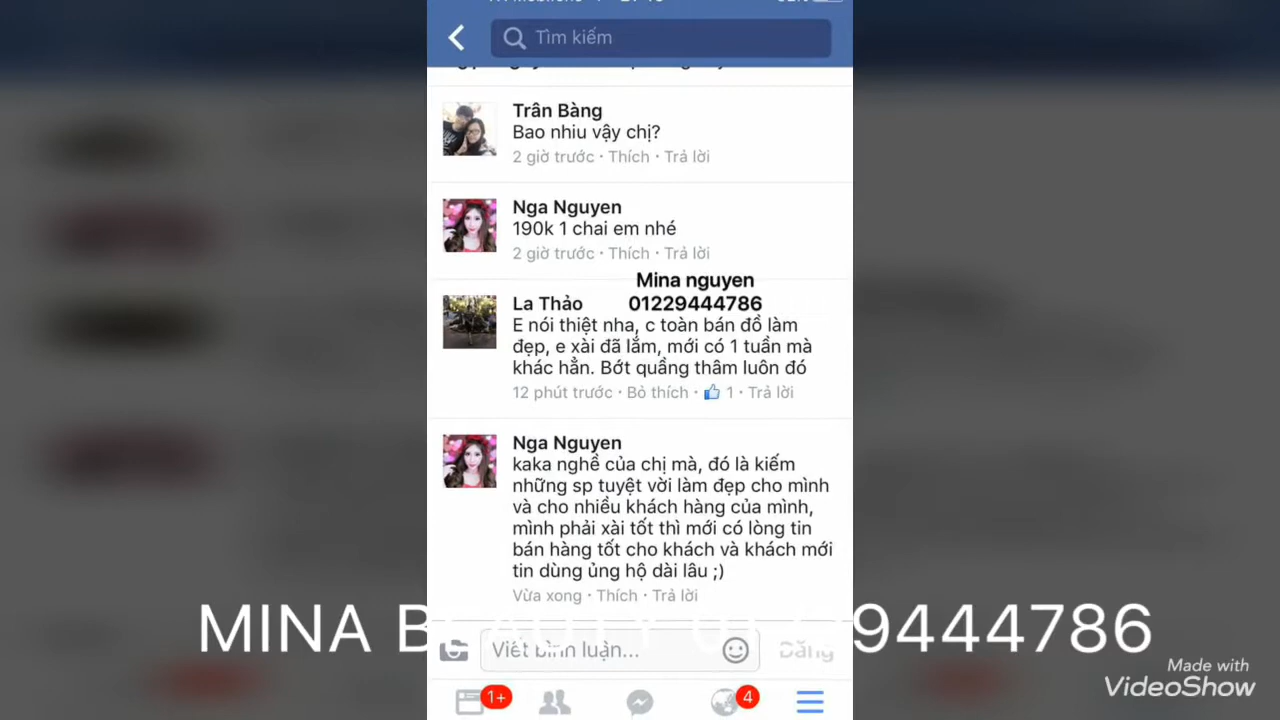 Tìm kiếm
Trân Bàng
Bao nhiu vậy chị?
2 giờ trước · Thích · Trả lời
Nga Nguyen
190k 1 chai em nhé
2 giờ trước · Thích · Trả lời
Mina nguyen
01229444786
La Thảo
E nói thiệt nha, c toàn bán đồ làm
đẹp, e xài đã lắm, mới có 1 tuần mà
khác hẳn. Bớt quầng thâm luôn đó
12 phút trước · Bỏ thích · 1 · Trả lời
Nga Nguyen
kaka nghề của chị mà, đó là kiếm
những sp tuyệt vời làm đẹp cho mình
và cho nhiều khách hàng của mình,
mình phải xài tốt thì mới có lòng tin
bán hàng tốt cho khách và khách mới
tin dùng ủng hộ dài lâu ;)
Vừa xong · Thích · Trả lời
MINA BEAUTY 01229444786
Viết bình luận...
Đăng
Made with
VideoShow
1+
4